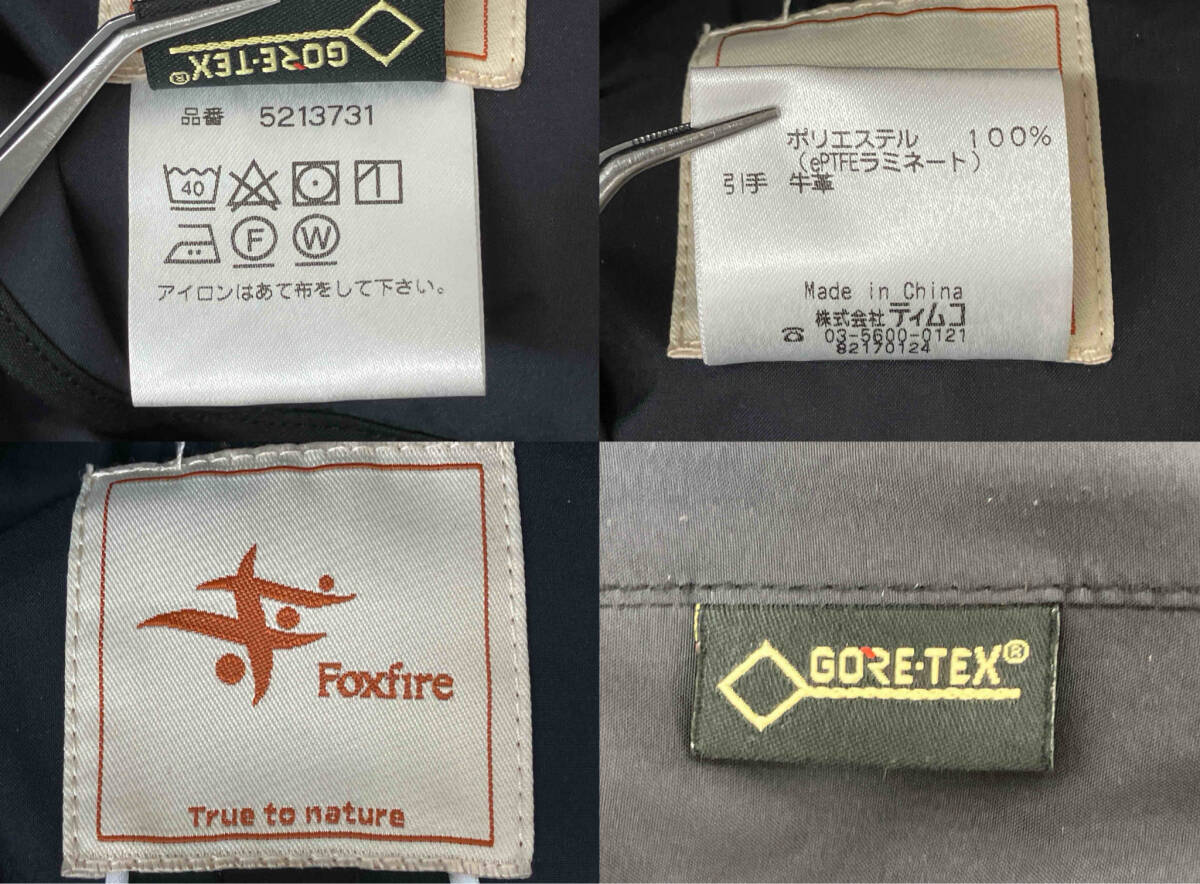 GORE-TEX®
品番 5213731
40
F W
アイロンはあて布をして下さい。
ポリエステル 100%
(ePTFEラミネート)
引手 牛革
Made in China
株式会社ティムコ
☎ 03-5600-0121
82170124
Foxfire
True to nature
GORE-TEX®